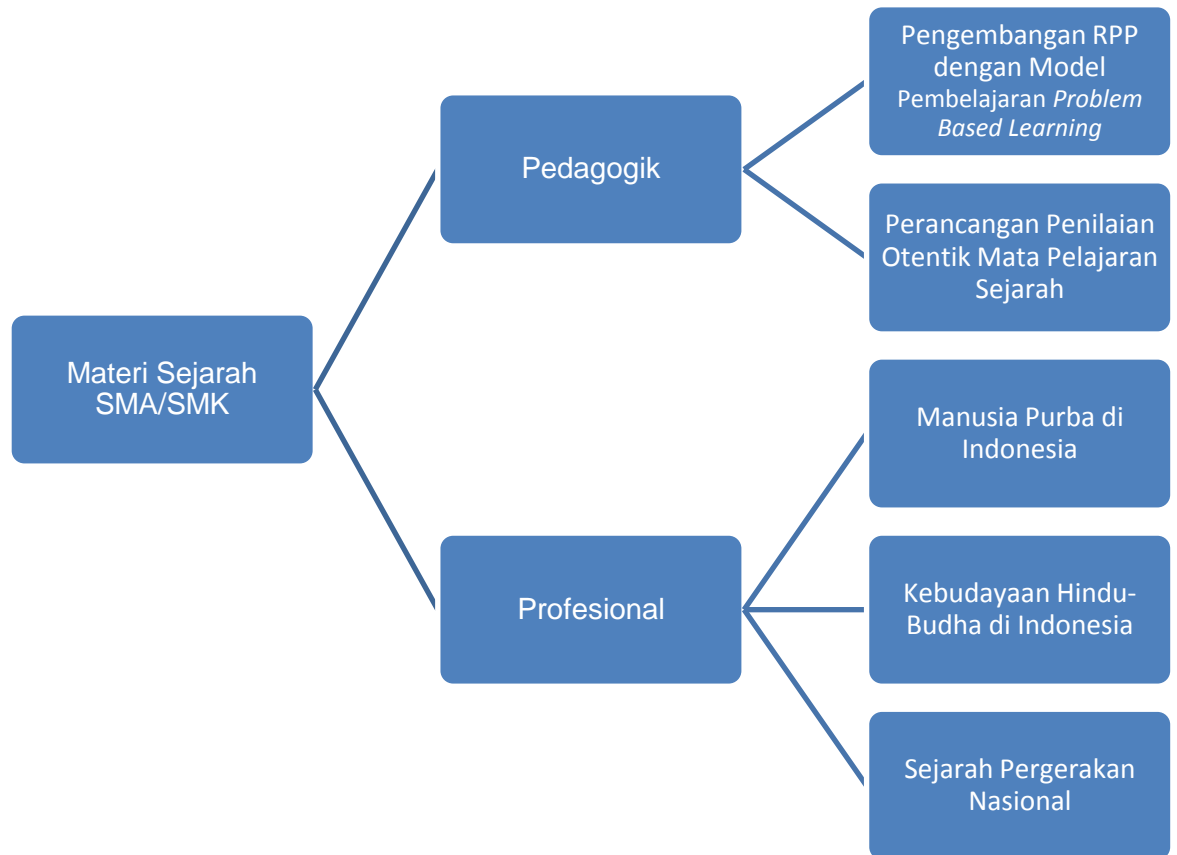 Materi Sejarah
SMA/SMK
Pedagogik
Pengembangan RPP
dengan Model
Pembelajaran Problem
Based Learning
Perancangan Penilaian
Otentik Mata Pelajaran
Sejarah
Profesional
Manusia Purba di
Indonesia
Kebudayaan Hindu-
Budha di Indonesia
Sejarah Pergerakan
Nasional